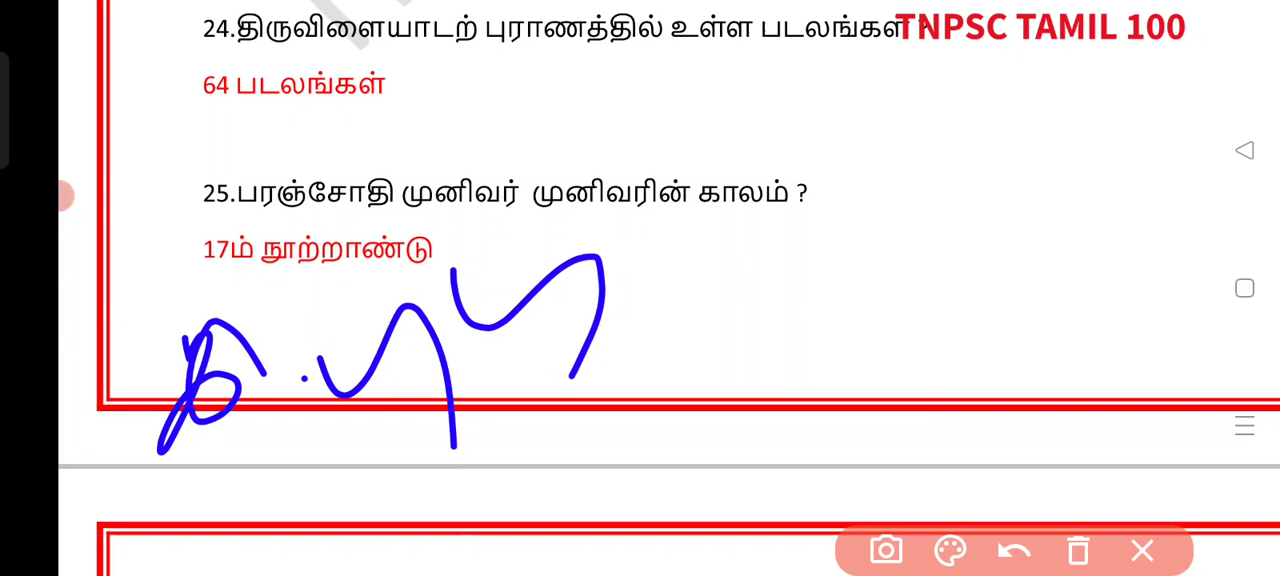 24.திருவிளையாடற் புராணத்தில் உள்ள படலங்கள் ?
TNPSC TAMIL 100
64 படலங்கள்
25.பரஞ்சோதி முனிவர் முனிவரின் காலம் ?
17ம் நூற்றாண்டு